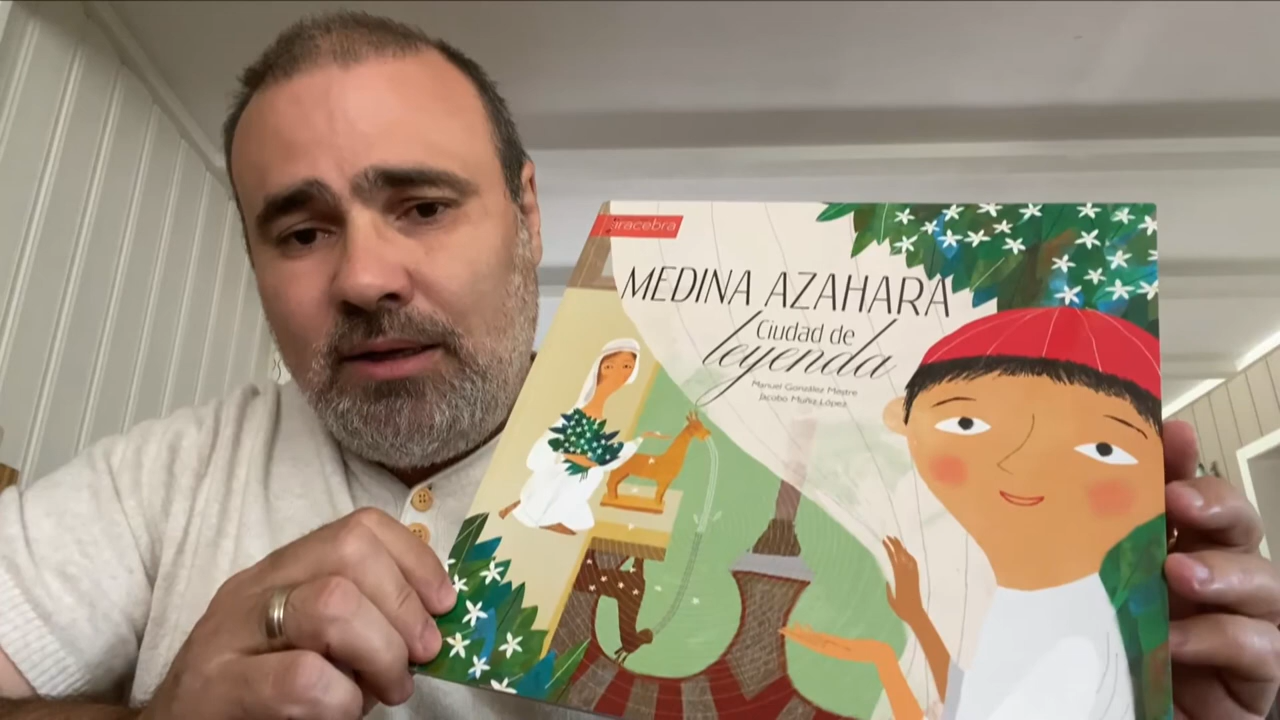 aracebra
MEDINA AZAHARA
Ciudad de
leyenda
Manuel González Mestre
Jacobo Muñiz López